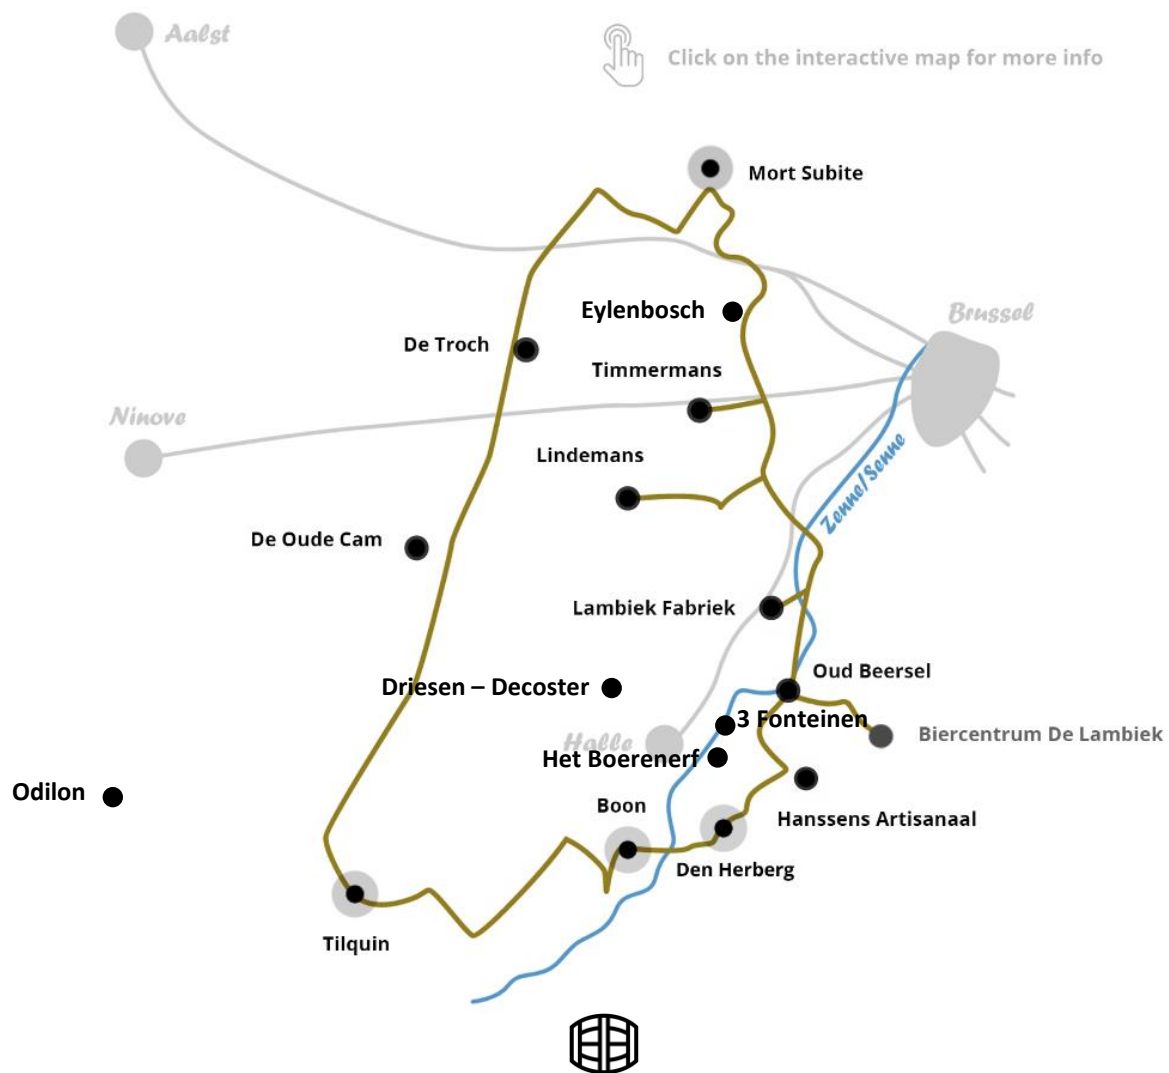 Aalst
Click on the interactive map for more info
Mort Subite
Eylenbosch
Brussel
De Troch
Timmermans
Ninove
Lindemans
Zenne/Senne
De Oude Cam
Lambiek Fabriek
Oud Beersel
Driesen – Decoster
3 Fonteinen
Biercentrum De Lambiek
Halle
Het Boerenerf
Odilon
Boon
Hanssens Artisanaal
Den Herberg
Tilquin